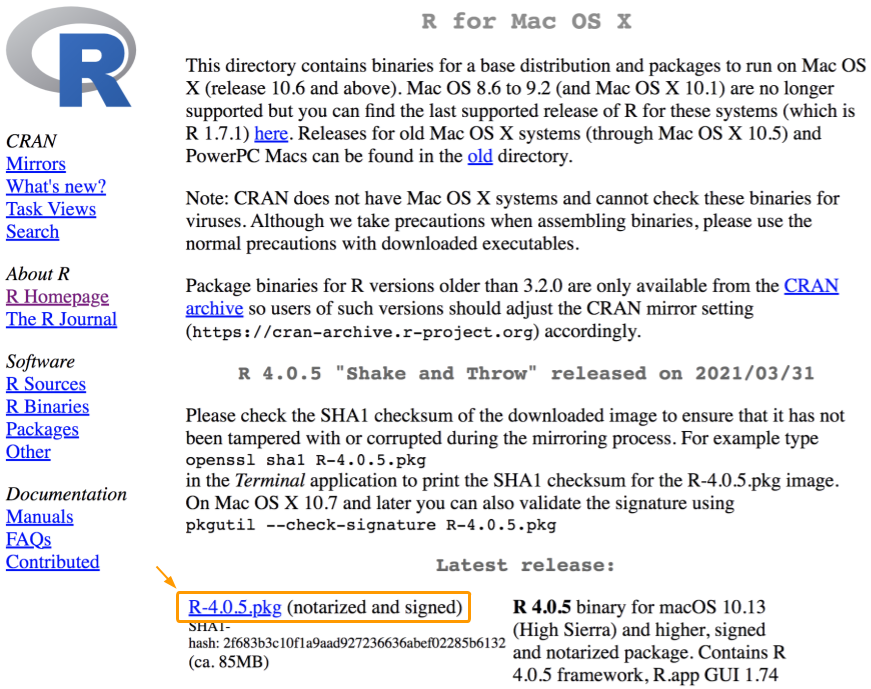 R
CRAN
Mirrors
What's new?
Task Views
Search
About R
R Homepage
The R Journal
Software
R Sources
R Binaries
Packages
Other
Documentation
Manuals
FAQs
Contributed
R for Mac OS X
This directory contains binaries for a base distribution and packages to run on Mac OS
X (release 10.6 and above). Mac OS 8.6 to 9.2 (and Mac OS X 10.1) are no longer
supported but you can find the last supported release of R for these systems (which is
R 1.7.1) here. Releases for old Mac OS X systems (through Mac OS X 10.5) and
PowerPC Macs can be found in the old directory.
Note: CRAN does not have Mac OS X systems and cannot check these binaries for
viruses. Although we take precautions when assembling binaries, please use the
normal precautions with downloaded executables.
Package binaries for R versions older than 3.2.0 are only available from the CRAN
archive so users of such versions should adjust the CRAN mirror setting
(https://cran-archive.r-project.org) accordingly.
R 4.0.5 "Shake and Throw" released on 2021/03/31
Please check the SHA1 checksum of the downloaded image to ensure that it has not
been tampered with or corrupted during the mirroring process. For example type
openssl sha1 R-4.0.5.pkg
in the Terminal application to print the SHA1 checksum for the R-4.0.5.pkg image.
On Mac OS X 10.7 and later you can also validate the signature using
pkgutil --check-signature R-4.0.5.pkg
Latest release:
R-4.0.5.pkg (notarized and signed)
SHA1-
hash: 2f683b3c10f1a9aad927236636abef02285b6132
(ca. 85MB)
R 4.0.5 binary for macOS 10.13
(High Sierra) and higher, signed
and notarized package. Contains R
4.0.5 framework, R.app GUI 1.74